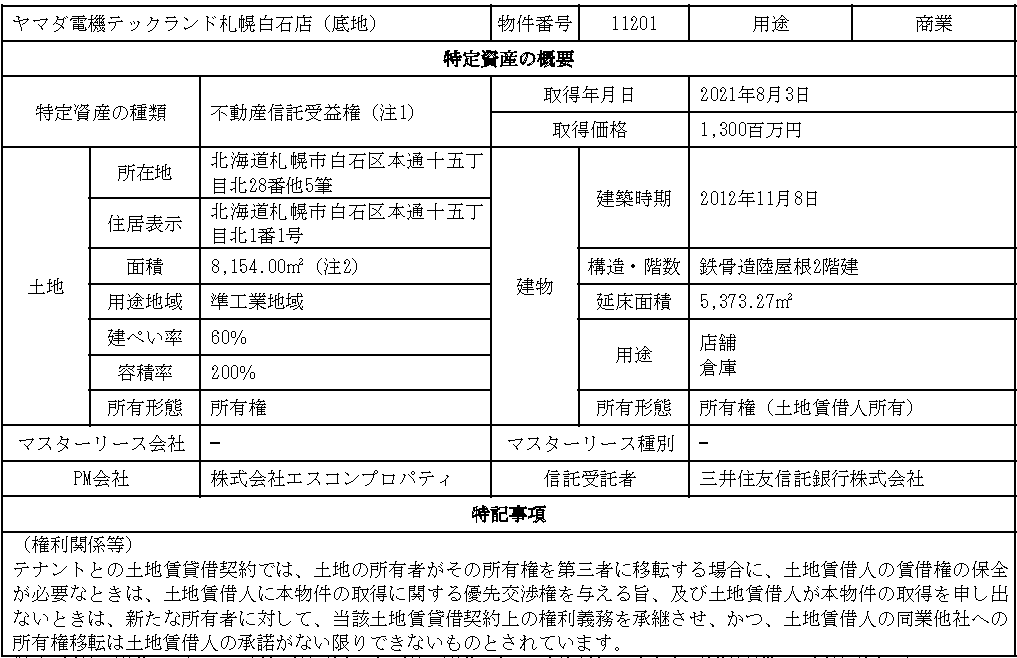 ヤマダ電機テックランド札幌白石店（底地） 物件番号 11201 用途 商業
特定資産の概要
特定資産の種類 不動産信託受益権（注1） 取得年月日 2021年8月3日
取得価格 1,300百万円
土地 所在地 北海道札幌市白石区本通十五丁
目北28番他5筆
住居表示 北海道札幌市白石区本通十五丁
目北1番1号
建物 建築時期 2012年11月8日
面積 8,154.00㎡（注2） 構造・階数 鉄骨造陸屋根2階建
用途地域 準工業地域 延床面積 5,373.27㎡
建ぺい率 60% 用途 店舗
倉庫
容積率 200%
所有形態 所有権 所有形態 所有権（土地賃借人所有）
マスターリース会社 － マスターリース種別 －
PM会社 株式会社エスコンプロパティ 信託受託者 三井住友信託銀行株式会社
特記事項
（権利関係等）
テナントとの土地賃貸借契約では、土地の所有者がその所有権を第三者に移転する場合に、土地賃借人の賃借権の保全
が必要なときは、土地賃借人に本物件の取得に関する優先交渉権を与える旨、及び土地賃借人が本物件の取得を申し出
ないときは、新たな所有者に対して、当該土地賃貸借契約上の権利義務を承継させ、かつ、土地賃借人の同業他社への
所有権移転は土地賃借人の承諾がない限りできないものとされています。